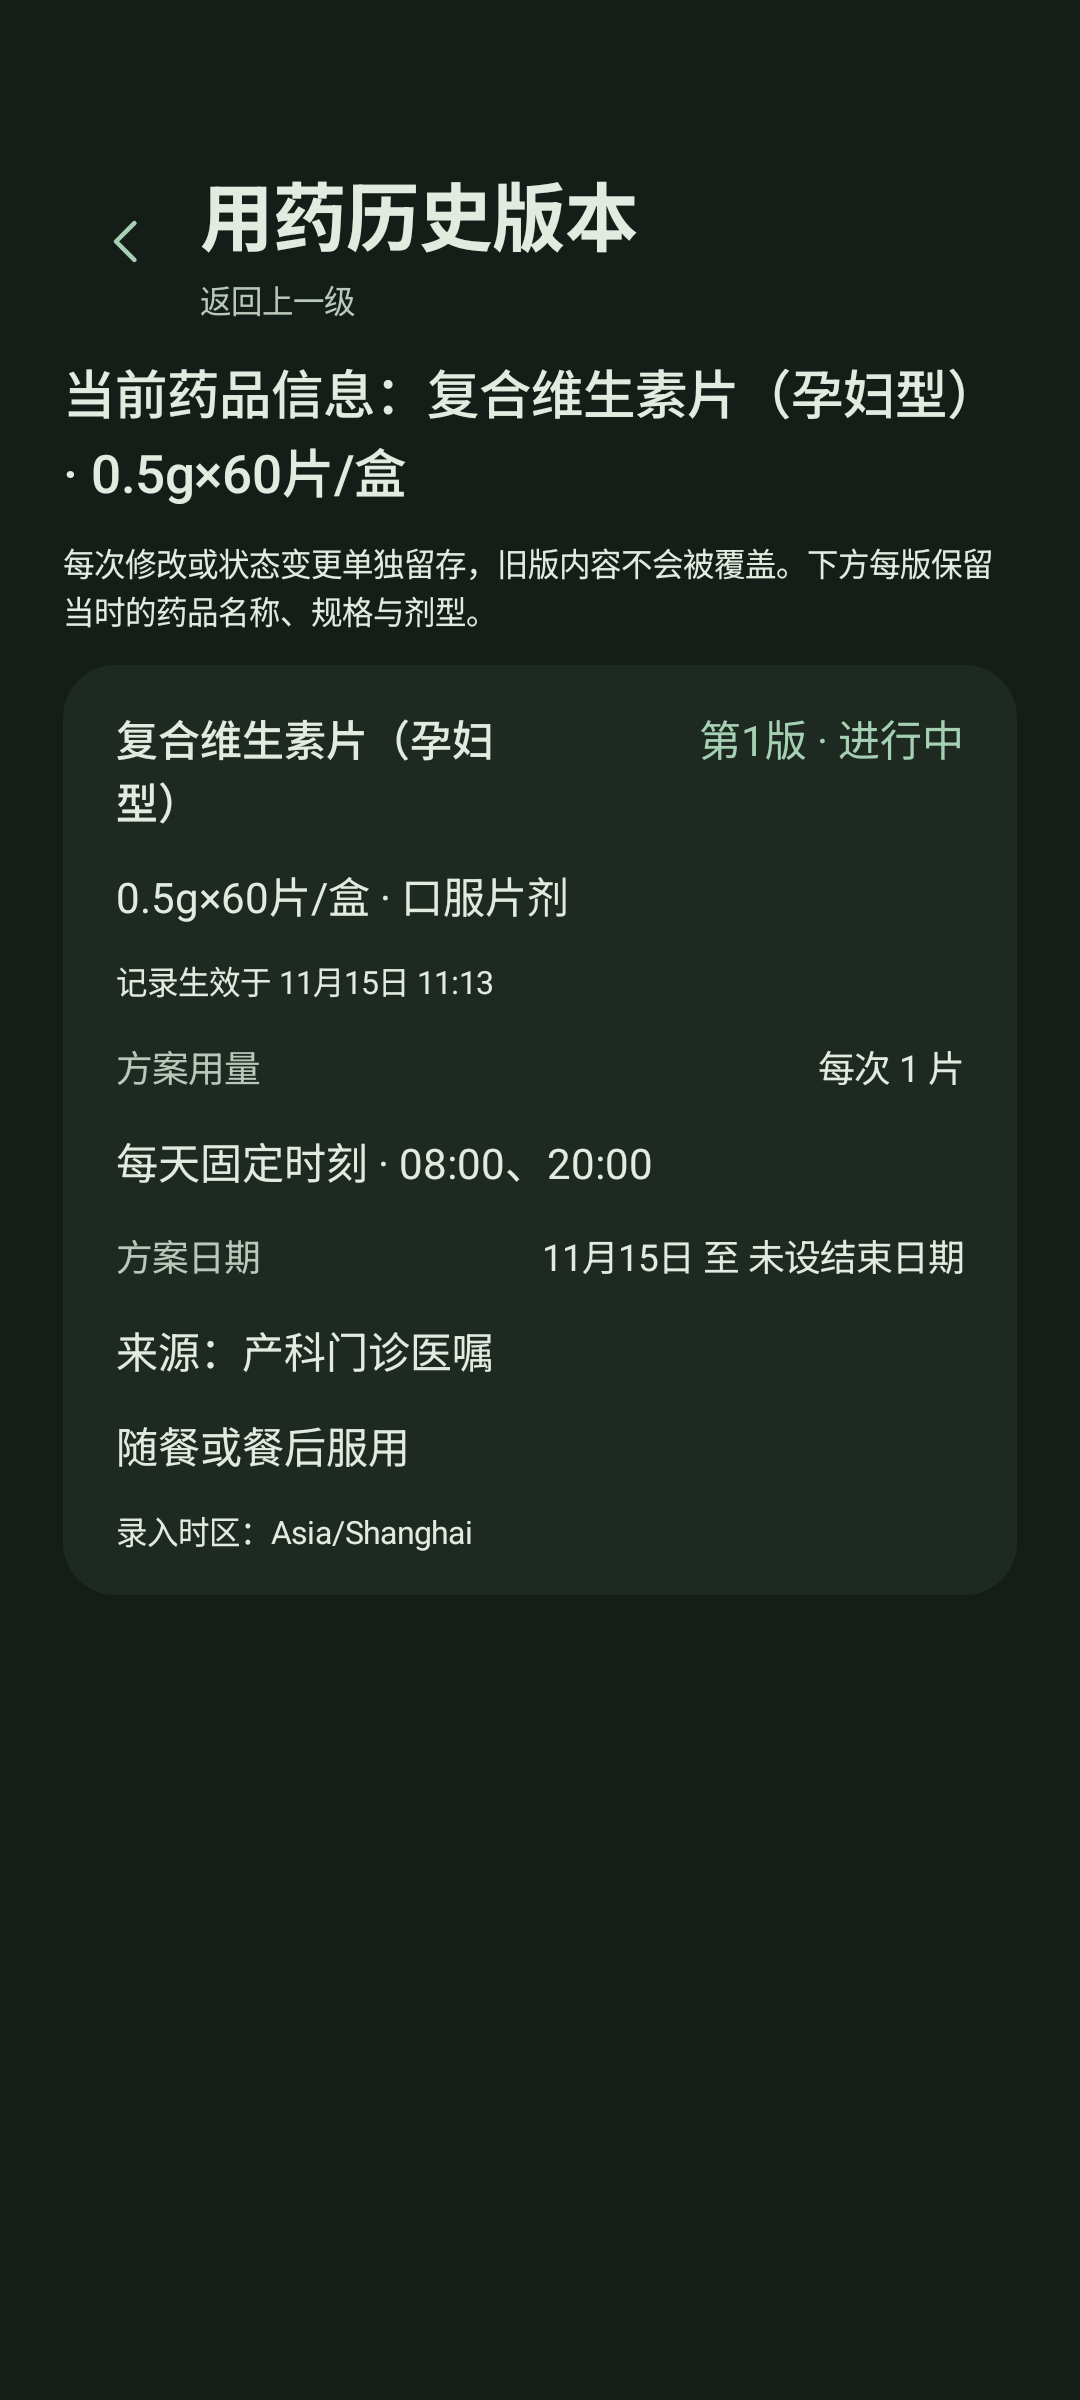 用药历史版本
返回上一级
当前药品信息：复合维生素片（孕妇型）
· 0.5g×60片/盒
每次修改或状态变更单独留存，旧版内容不会被覆盖。下方每版保留
当时的药品名称、规格与剂型。
复合维生素片（孕妇
型）
第1版 · 进行中
0.5g×60片/盒 · 口服片剂
记录生效于 11月15日 11:13
方案用量 每次 1 片
每天固定时刻 · 08:00、20:00
方案日期 11月15日 至 未设结束日期
来源：产科门诊医嘱
随餐或餐后服用
录入时区：Asia/Shanghai